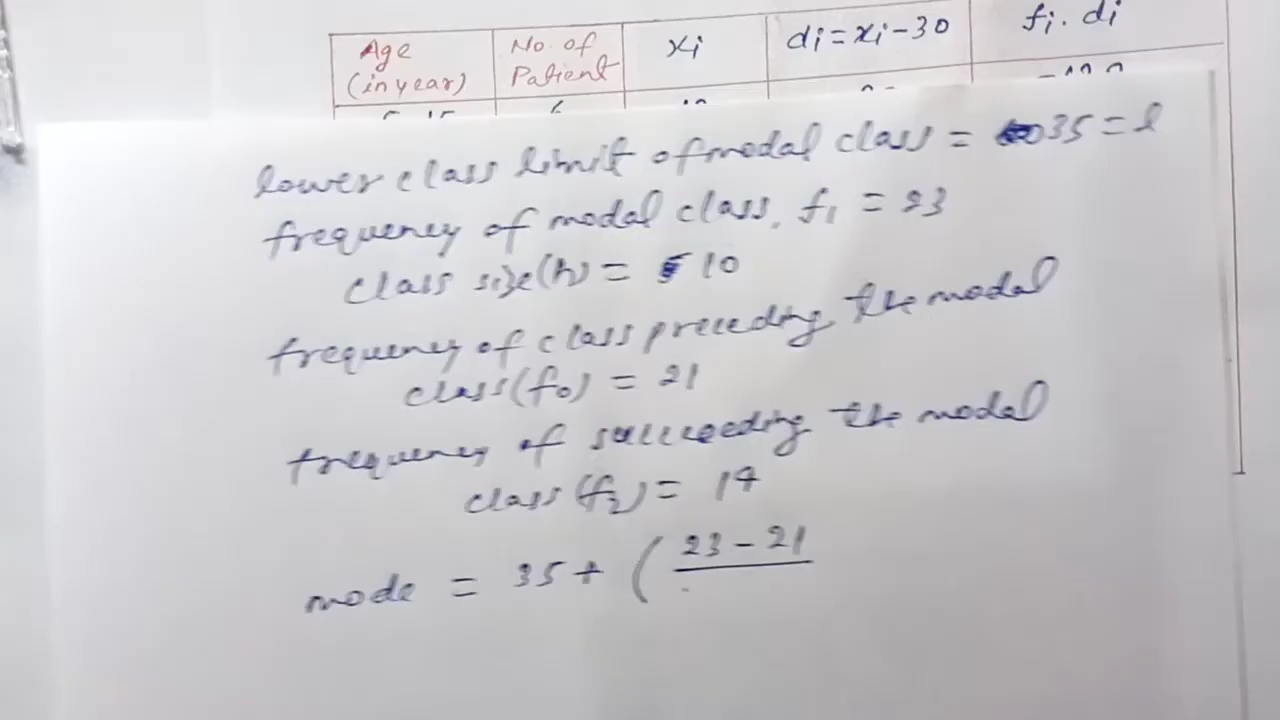 Age (in year) No. of Patient xi di = xi - 30 fi . di
lower class limit of modal class = 35 = l
frequency of modal class, f1 = 23
class size(h) = 10
frequency of class preceding the modal
class(f0) = 21
frequency of succeeding the modal
class (f2) = 14
mode = 35 + ( 23 - 21